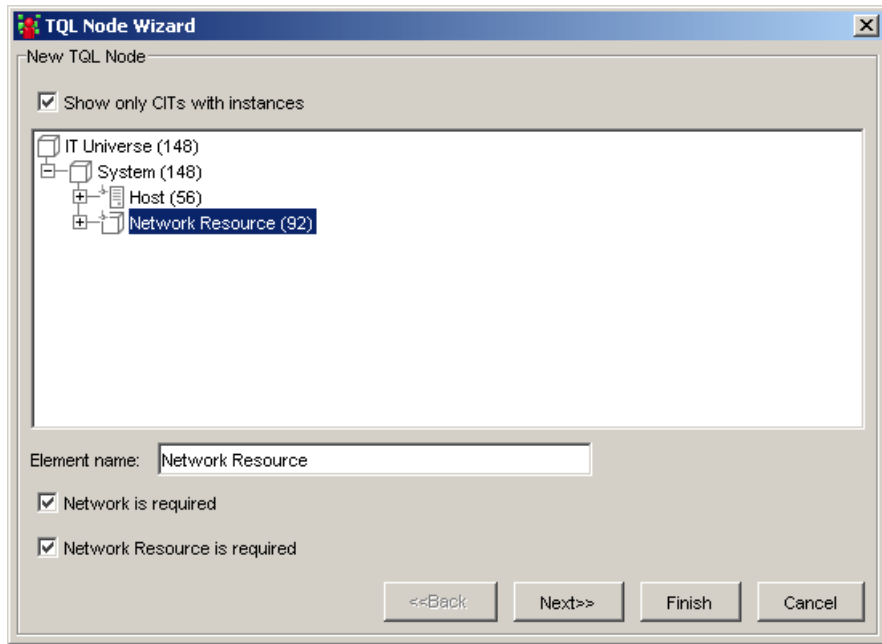 TQL Node Wizard
New TQL Node
Show only CITs with instances
IT Universe (148)
System (148)
Host (56)
Network Resource (92)
Element name: Network Resource
Network is required
Network Resource is required
<<Back Next>> Finish Cancel